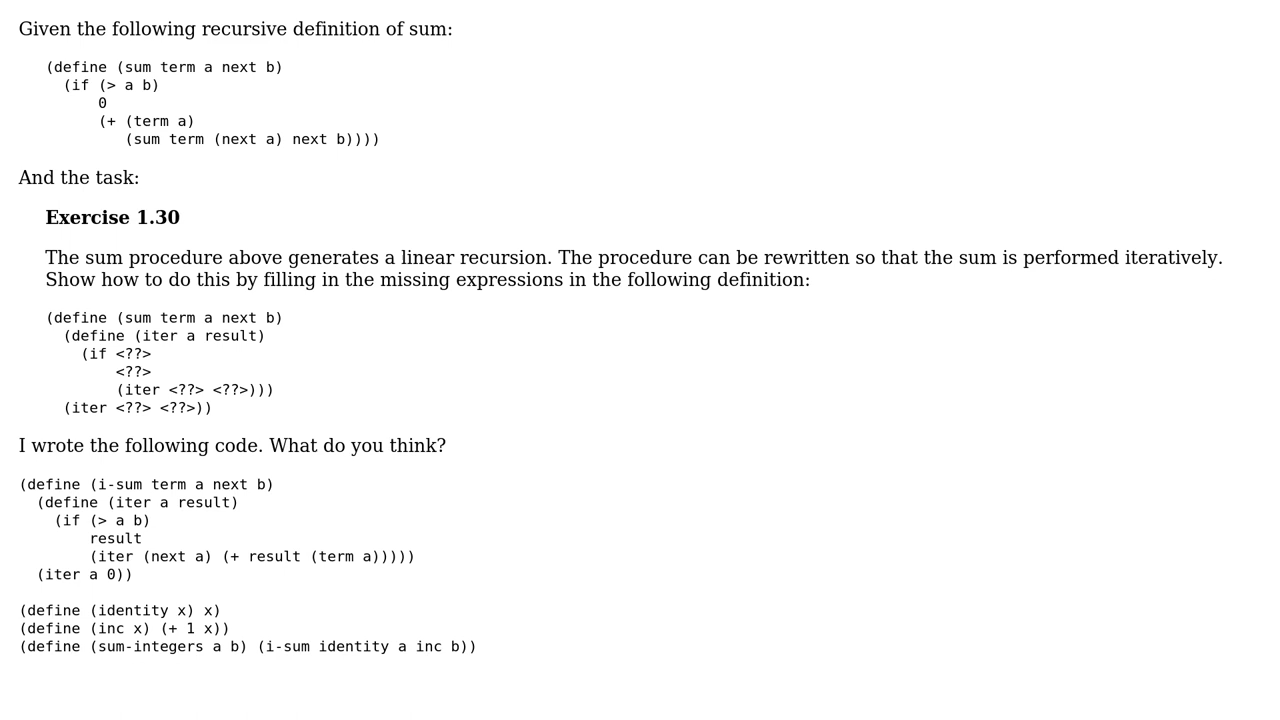 Given the following recursive definition of sum:
(define (sum term a next b)
  (if (> a b)
      0
      (+ (term a)
         (sum term (next a) next b))))
And the task:
Exercise 1.30
The sum procedure above generates a linear recursion. The procedure can be rewritten so that the sum is performed iteratively.
Show how to do this by filling in the missing expressions in the following definition:
(define (sum term a next b)
  (define (iter a result)
    (if <??>
        <??>
        (iter <??> <??>)))
  (iter <??> <??>))
I wrote the following code. What do you think?
(define (i-sum term a next b)
  (define (iter a result)
    (if (> a b)
        result
        (iter (next a) (+ result (term a)))))
  (iter a 0))
(define (identity x) x)
(define (inc x) (+ 1 x))
(define (sum-integers a b) (i-sum identity a inc b))